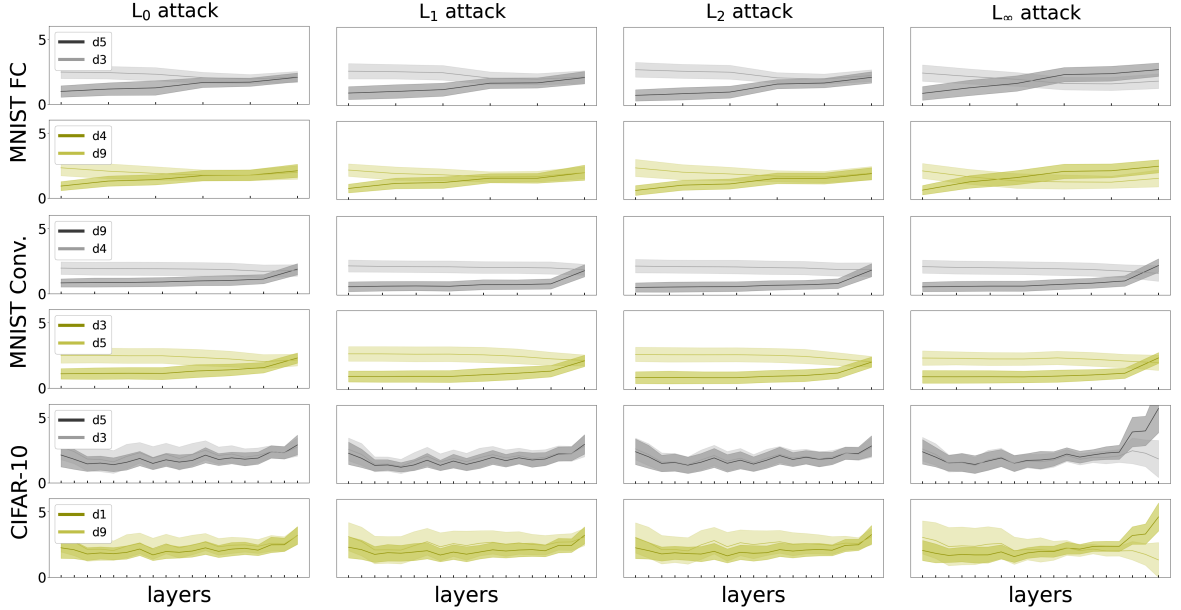 L₀ attack
L₁ attack
L₂ attack
L∞ attack
MNIST FC
5
0
d5
d3
5
0
d4
d9
MNIST Conv.
5
0
d9
d4
5
0
d3
d5
CIFAR-10
5
0
d5
d3
5
0
d1
d9
layers
layers
layers
layers